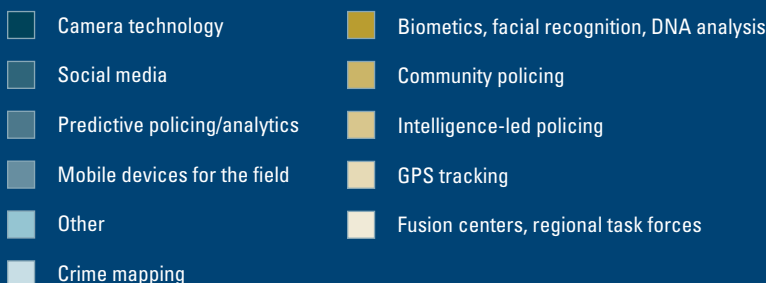 Camera technology
Social media
Predictive policing/analytics
Mobile devices for the field
Other
Crime mapping
Biometics, facial recognition, DNA analysis
Community policing
Intelligence-led policing
GPS tracking
Fusion centers, regional task forces